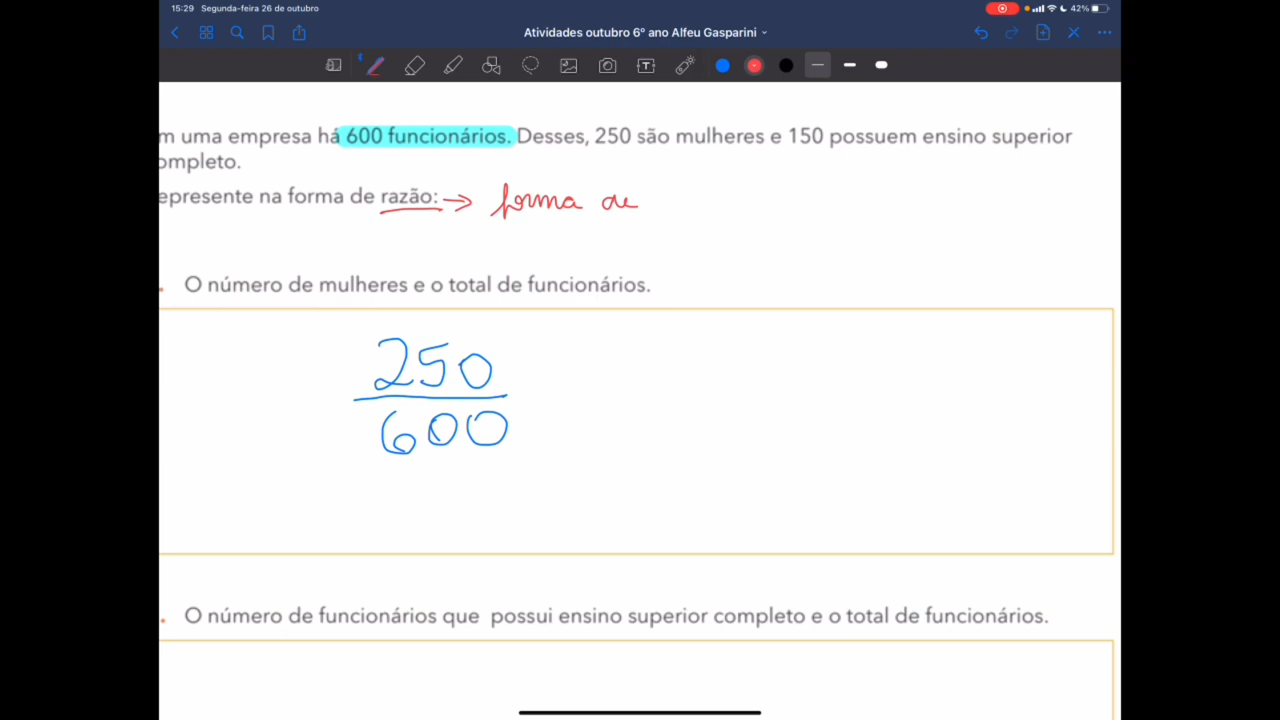 15:29 Segunda-feira 26 de outubro 42%
Atividades outubro 6º ano Alfeu Gasparini
m uma empresa há 600 funcionários. Desses, 250 são mulheres e 150 possuem ensino superior
ompleto.
epresente na forma de razão: → forma de
. O número de mulheres e o total de funcionários.
250
600
. O número de funcionários que possui ensino superior completo e o total de funcionários.